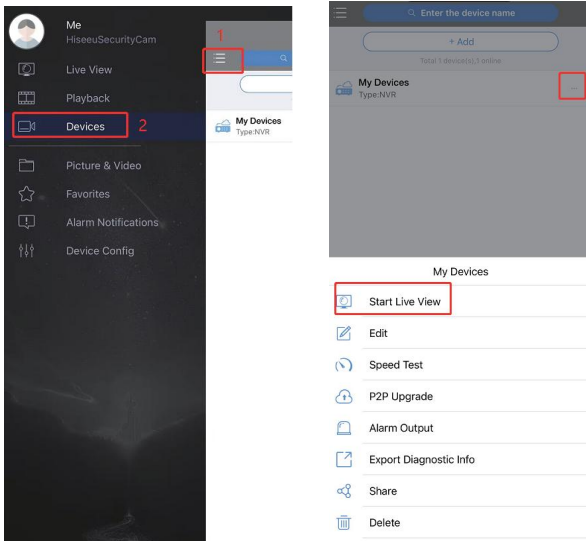 Me
HiseeuSecurityCam
Live View
Playback
Devices
2
Picture & Video
Favorites
Alarm Notifications
Device Config
1
My Devices
Type:NVR
Enter the device name
+ Add
Total 1 device(s),1 online
My Devices
Type:NVR
...
My Devices
Start Live View
Edit
Speed Test
P2P Upgrade
Alarm Output
Export Diagnostic Info
Share
Delete